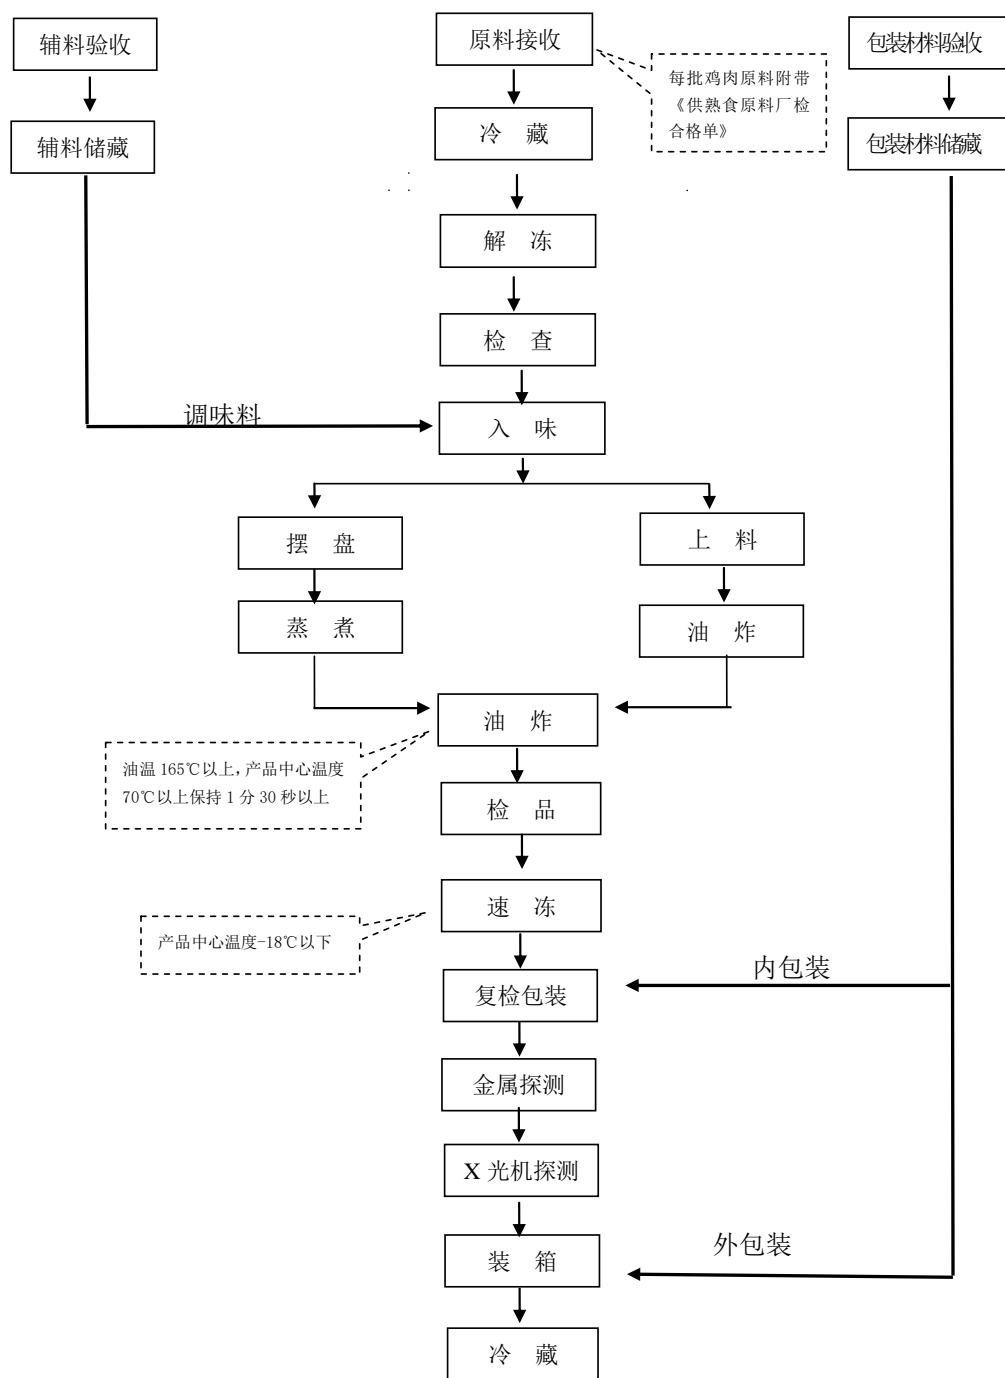 辅料验收
原料接收
包装材料验收
每批鸡肉原料附带
《供熟食原料厂检
合格单》
辅料储藏
冷 藏
包装材料储藏
解 冻
检 查
调味料
入 味
摆 盘
上 料
蒸 煮
油 炸
油 炸
油温 165℃以上，产品中心温度
70℃以上保持 1 分 30 秒以上
检 品
速 冻
产品中心温度-18℃以下
内包装
复检包装
金属探测
X 光机探测
外包装
装 箱
冷 藏